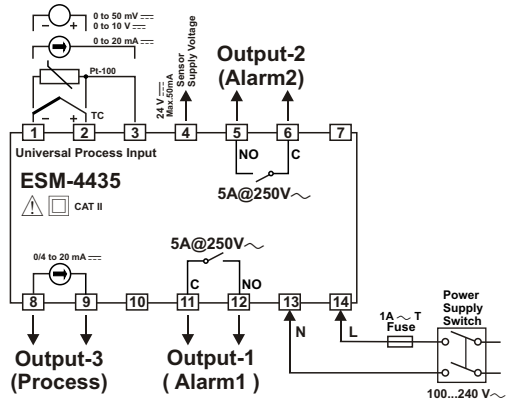 0 to 50 mV
0 to 10 V
− +
0 to 20 mA
Pt-100
TC
− +
24 V
Max.50mA
Sensor
Supply Voltage
Output-2
(Alarm2)
1 2 3 4 5 6 7
Universal Process Input
NO C
5A@250V～
ESM-4435
CAT II
5A@250V～
0/4 to 20 mA
C NO
8 9 10 11 12 13 14
Output-3
(Process)
Output-1
( Alarm1 )
N L
1A ～ T
Fuse
Power
Supply
Switch
100...240 V～